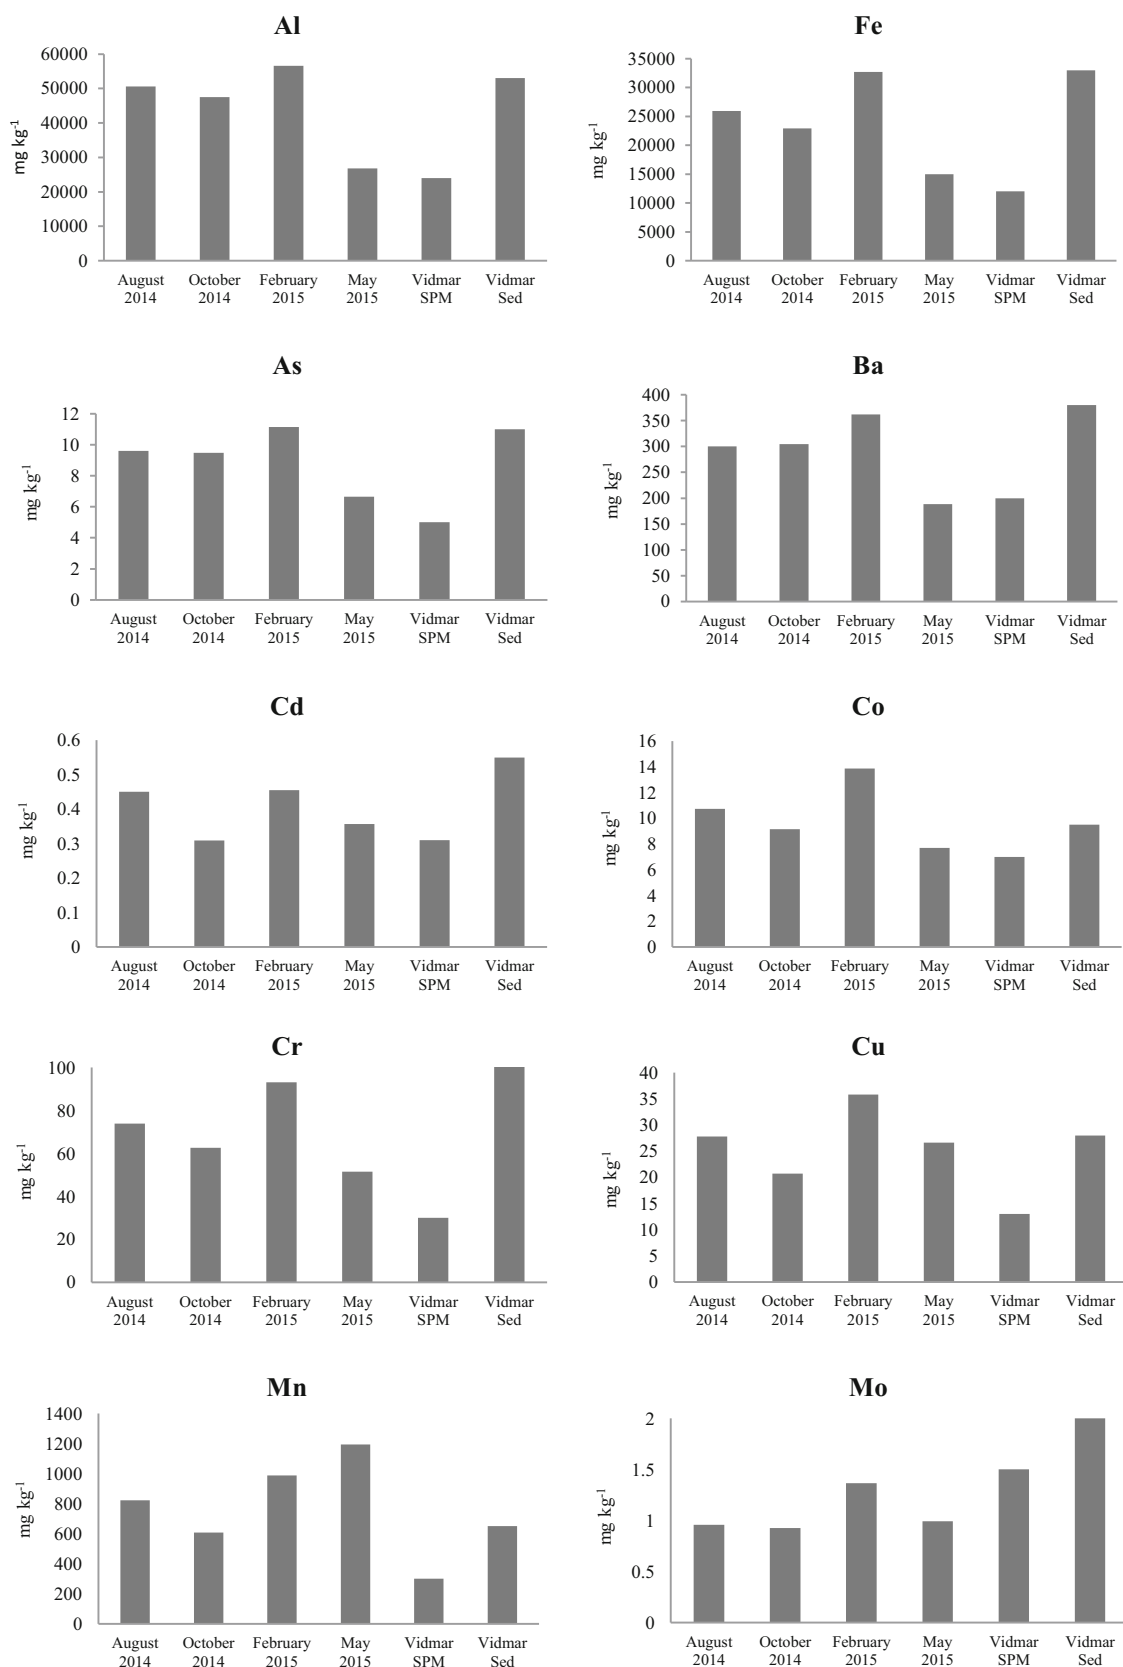 Al
60000
50000
40000
30000
20000
10000
0
mg kg-1
August October February May Vidmar Vidmar
2014 2014 2015 2015 SPM Sed
Fe
35000
30000
25000
20000
15000
10000
5000
0
mg kg-1
August October February May Vidmar Vidmar
2014 2014 2015 2015 SPM Sed
As
12
10
8
6
4
2
0
mg kg-1
August October February May Vidmar Vidmar
2014 2014 2015 2015 SPM Sed
Ba
400
350
300
250
200
150
100
50
0
mg kg-1
August October February May Vidmar Vidmar
2014 2014 2015 2015 SPM Sed
Cd
0.6
0.5
0.4
0.3
0.2
0.1
0
mg kg-1
August October February May Vidmar Vidmar
2014 2014 2015 2015 SPM Sed
Co
16
14
12
10
8
6
4
2
0
mg kg-1
August October February May Vidmar Vidmar
2014 2014 2015 2015 SPM Sed
Cr
100
80
60
40
20
0
mg kg-1
August October February May Vidmar Vidmar
2014 2014 2015 2015 SPM Sed
Cu
40
35
30
25
20
15
10
5
0
mg kg-1
August October February May Vidmar Vidmar
2014 2014 2015 2015 SPM Sed
Mn
1400
1200
1000
800
600
400
200
0
mg kg-1
August October February May Vidmar Vidmar
2014 2014 2015 2015 SPM Sed
Mo
2
1.5
1
0.5
0
mg kg-1
August October February May Vidmar Vidmar
2014 2014 2015 2015 SPM Sed